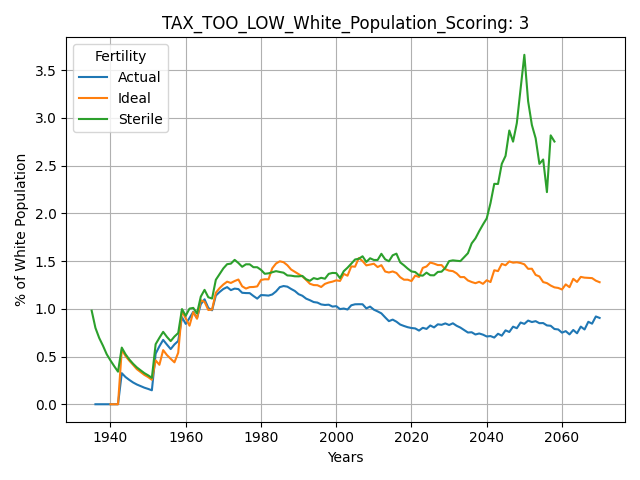 TAX_TOO_LOW_White_Population_Scoring: 3
Fertility
Actual
Ideal
Sterile
% of White Population
3.5
3.0
2.5
2.0
1.5
1.0
0.5
0.0
1940 1960 1980 2000 2020 2040 2060
Years